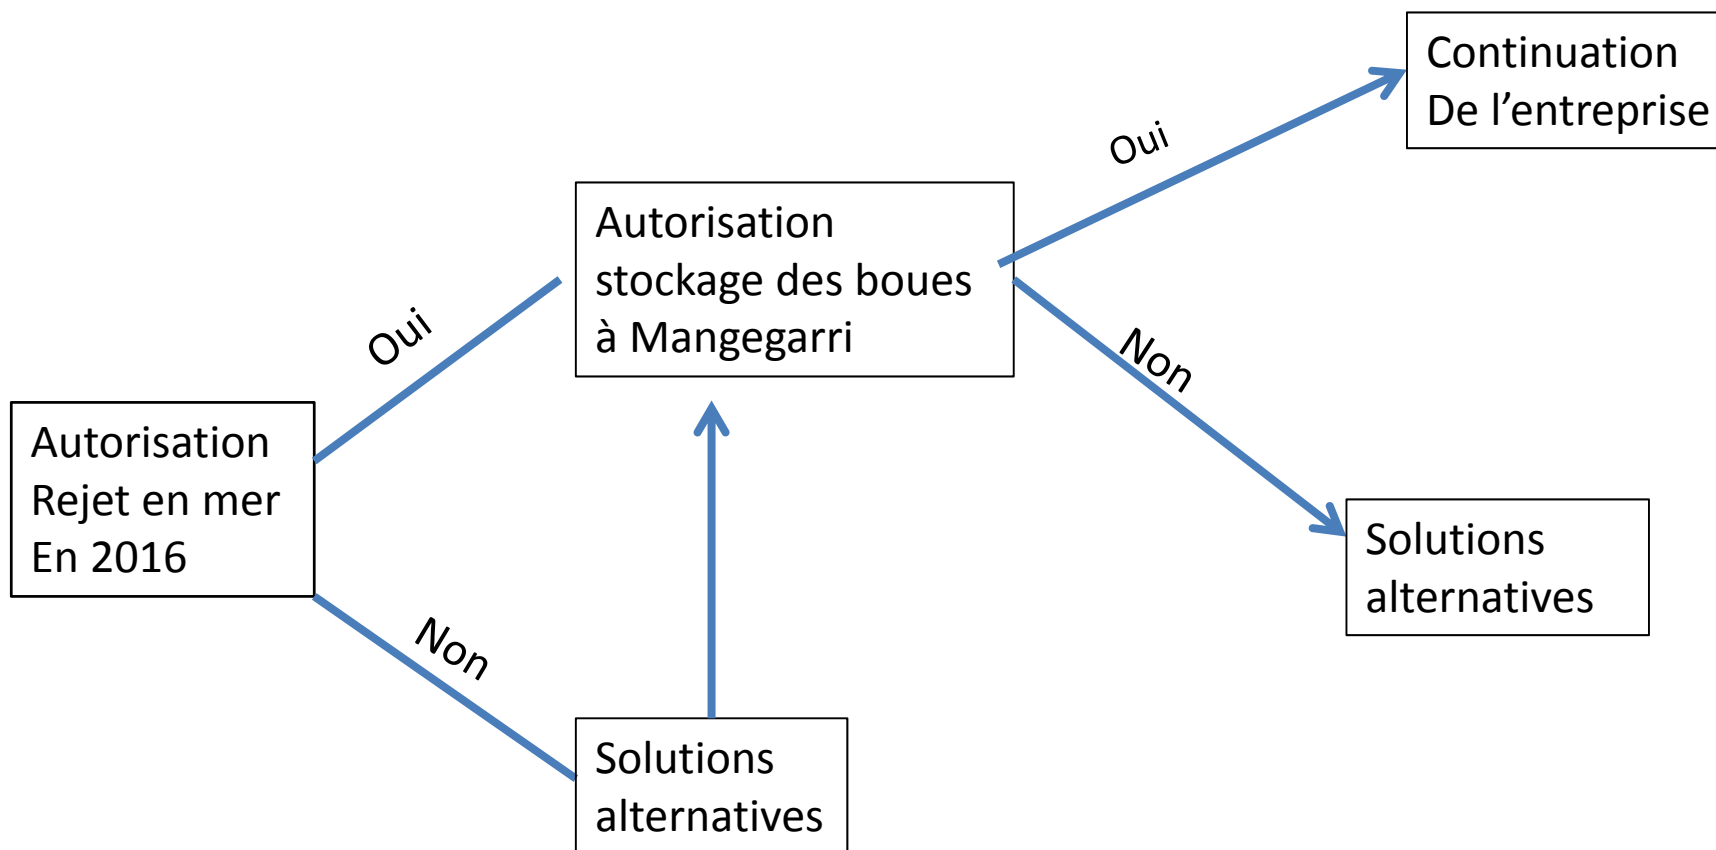 Continuation
De l’entreprise
Oui
Autorisation
stockage des boues
à Mangegarri
Oui
Non
Autorisation
Rejet en mer
En 2016
Solutions
alternatives
Non
Solutions
alternatives